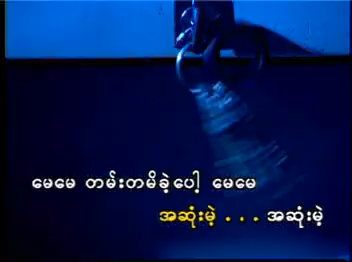 မေမေ တမ်းတမိခဲ့ပေါ့ မေမေ
အဆုံးမဲ့ . . . အဆုံးမဲ့